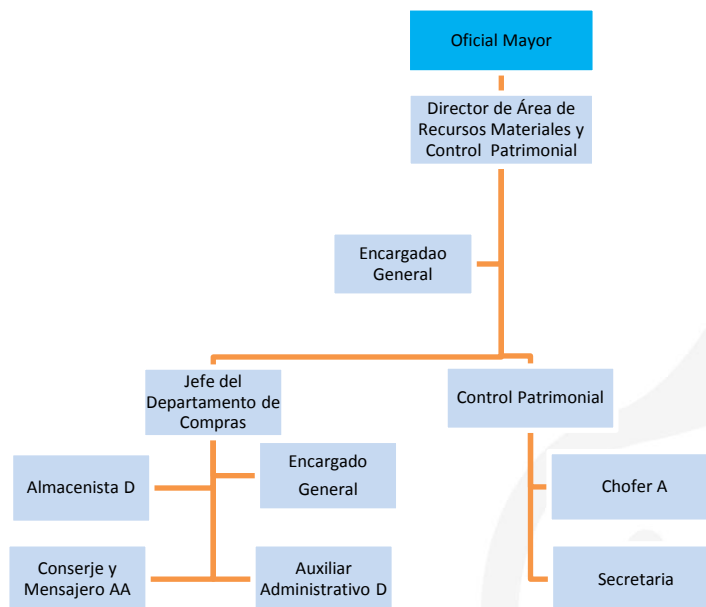 Oficial Mayor
Director de Área de
Recursos Materiales y
Control Patrimonial
Encargadao
General
Jefe del
Departamento de
Compras
Control Patrimonial
Almacenista D
Encargado
General
Chofer A
Conserje y
Mensajero AA
Auxiliar
Administrativo D
Secretaria